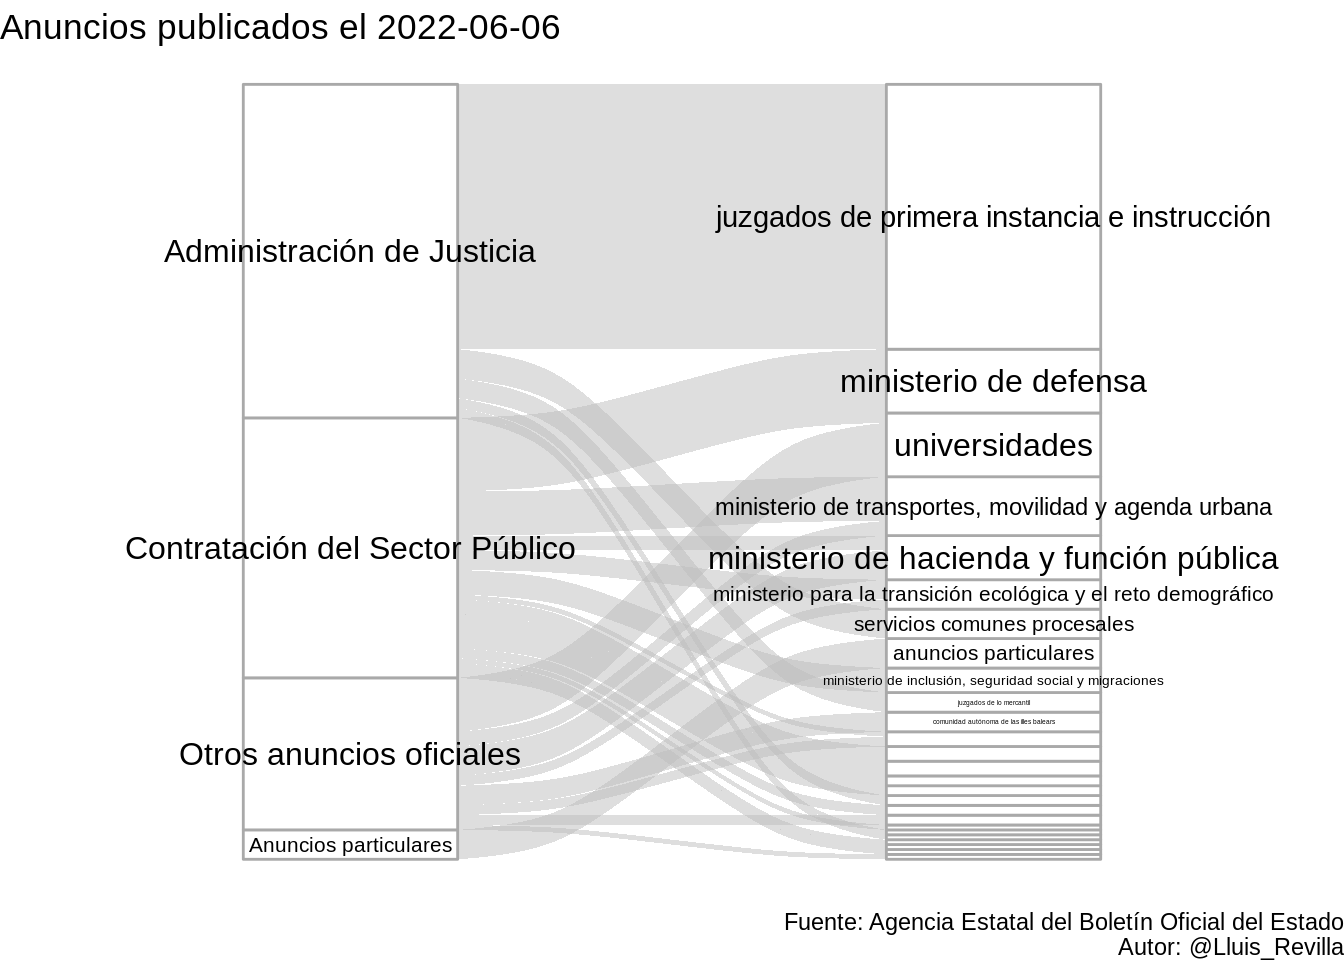 Anuncios publicados el 2022-06-06
Administración de Justicia
Contratación del Sector Público
Otros anuncios oficiales
Anuncios particulares
juzgados de primera instancia e instrucción
ministerio de defensa
universidades
ministerio de transportes, movilidad y agenda urbana
ministerio de hacienda y función pública
ministerio para la transición ecológica y el reto demográfico
servicios comunes procesales
anuncios particulares
ministerio de inclusión, seguridad social y migraciones
juzgados de lo mercantil
comunidad autónoma de las illes balears
Fuente: Agencia Estatal del Boletín Oficial del Estado
Autor: @Lluis_Revilla